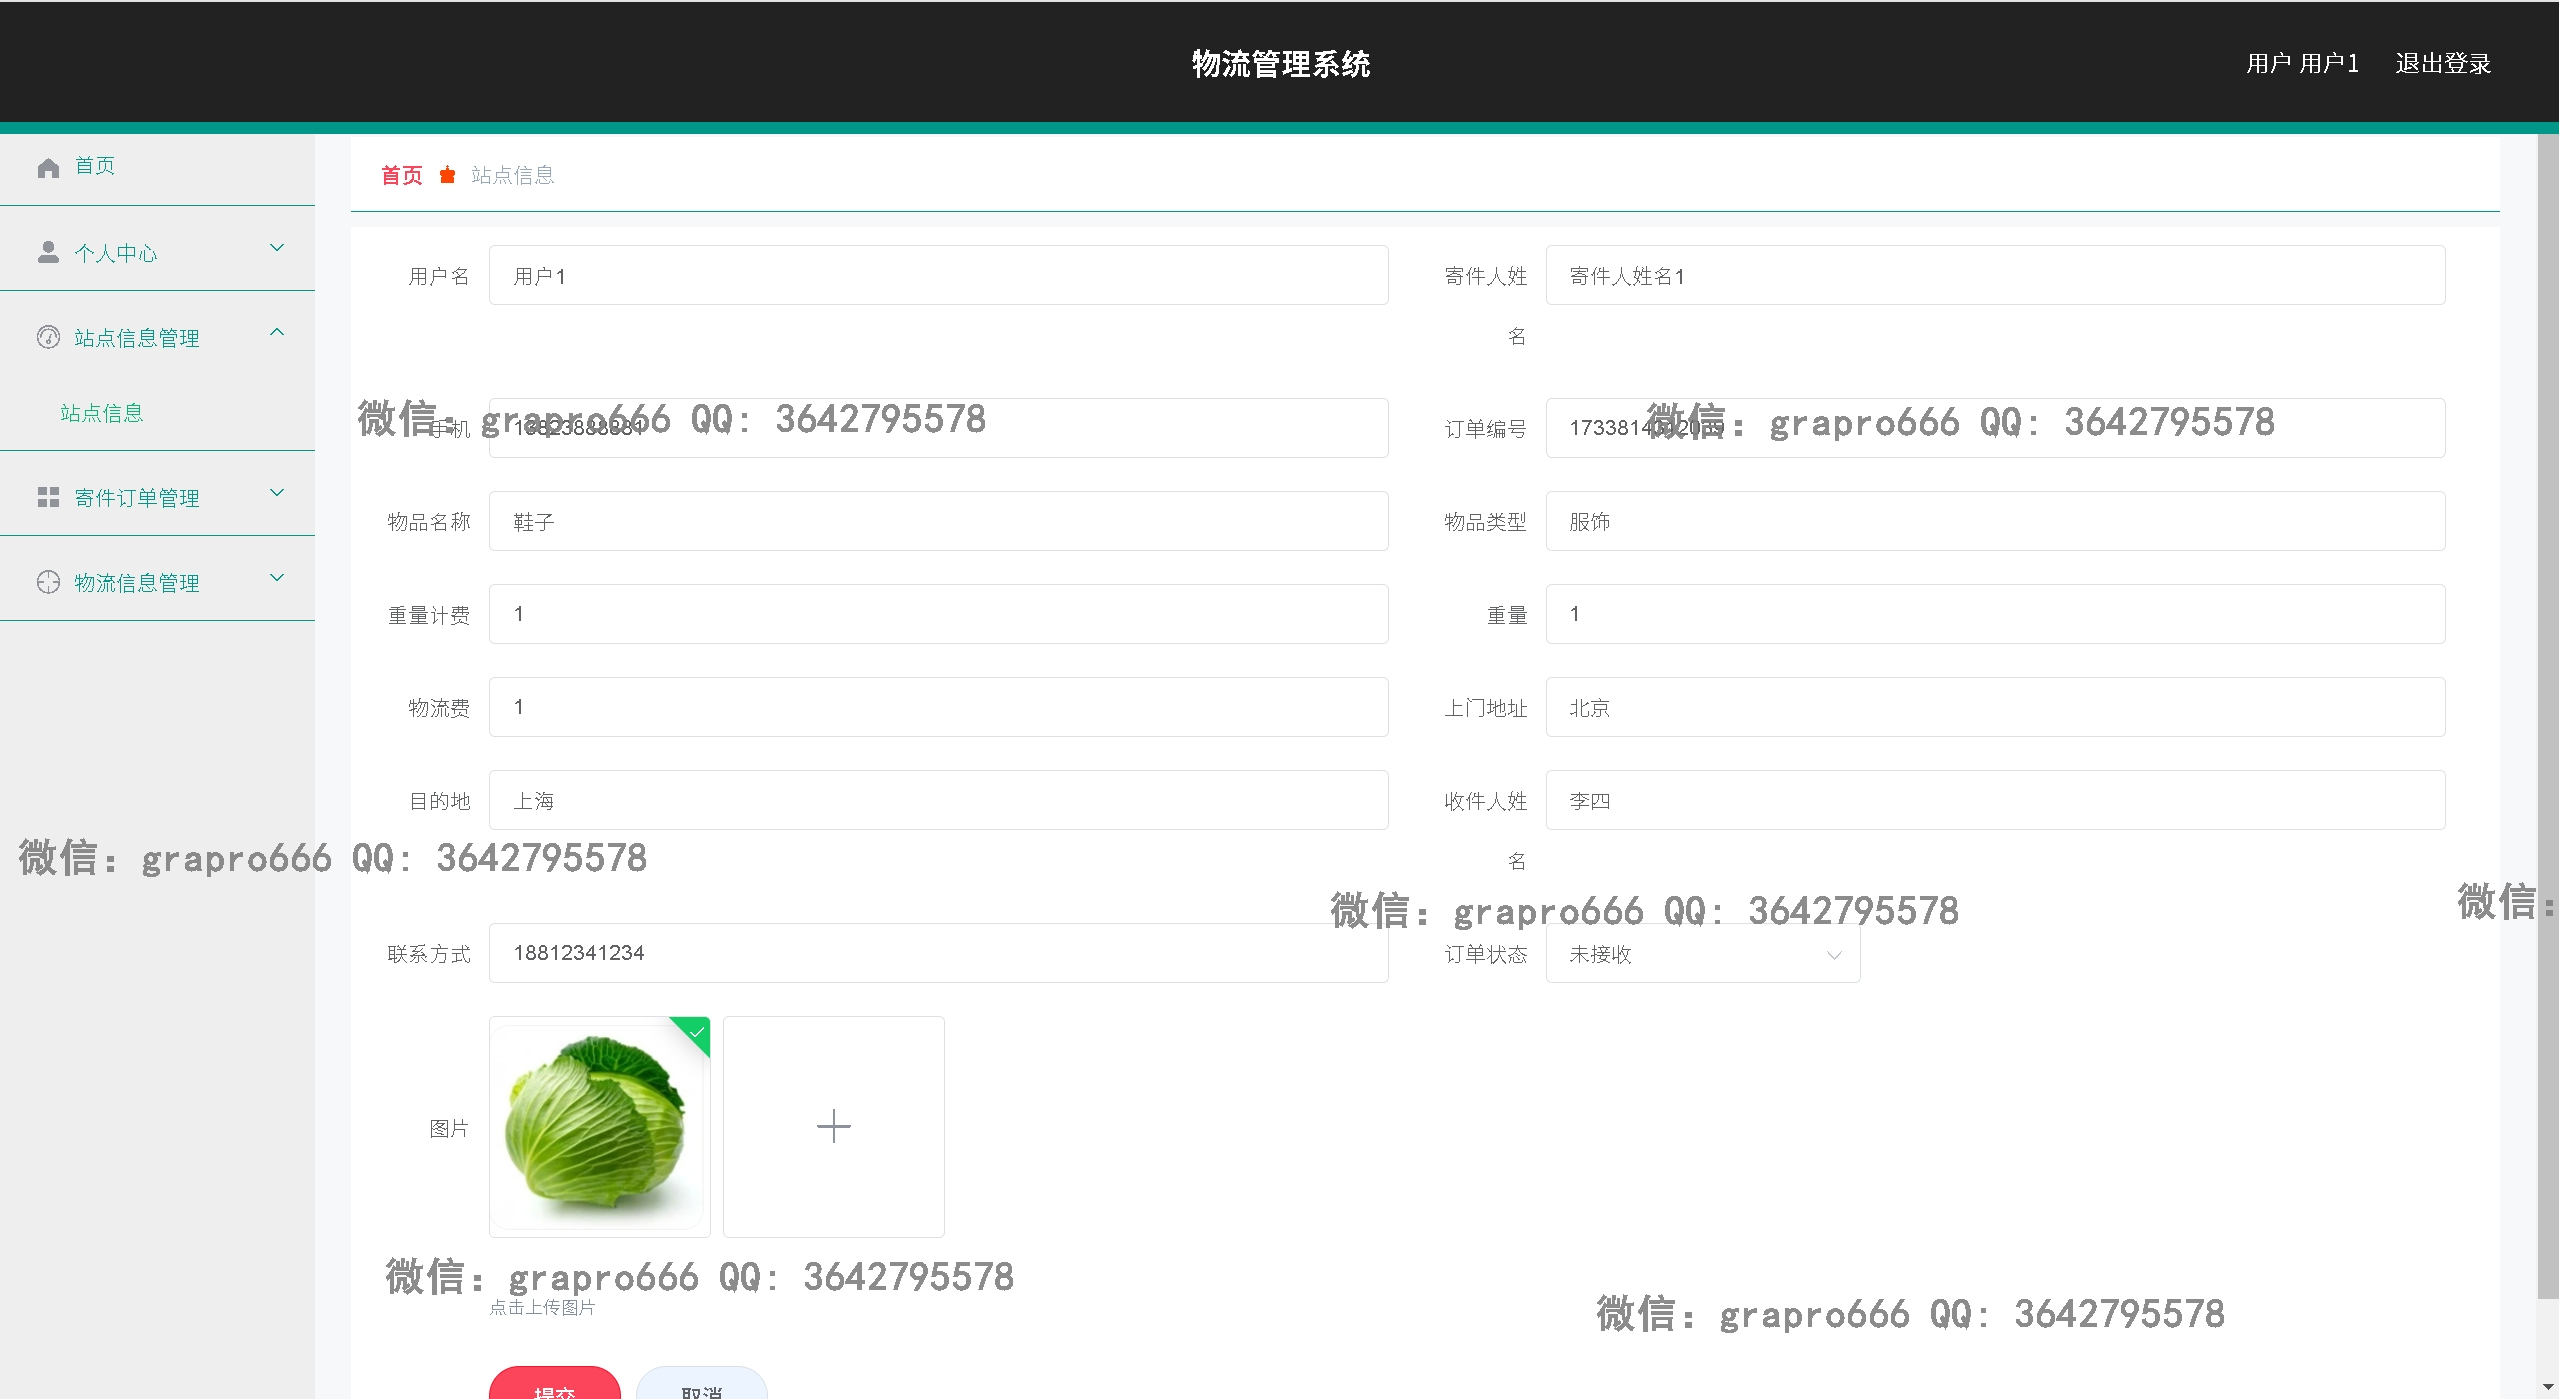 物流管理系统
用户 用户1 退出登录
首页
个人中心
站点信息管理
站点信息
寄件订单管理
物流信息管理
首页 站点信息
用户名 用户1
寄件人姓名 寄件人姓名1
手机 13823888881
订单编号
物品名称 鞋子
物品类型 服饰
重量计费 1
重量 1
物流费 1
上门地址 北京
目的地 上海
收件人姓名 李四
联系方式 18812341234
订单状态 未接收
图片
点击上传图片
提交 取消
微信：grapro666 QQ: 3642795578
微信：grapro666 QQ: 3642795578
微信：grapro666 QQ: 3642795578
微信：grapro666 QQ: 3642795578
微信：
微信：grapro666 QQ: 3642795578
微信：grapro666 QQ: 3642795578